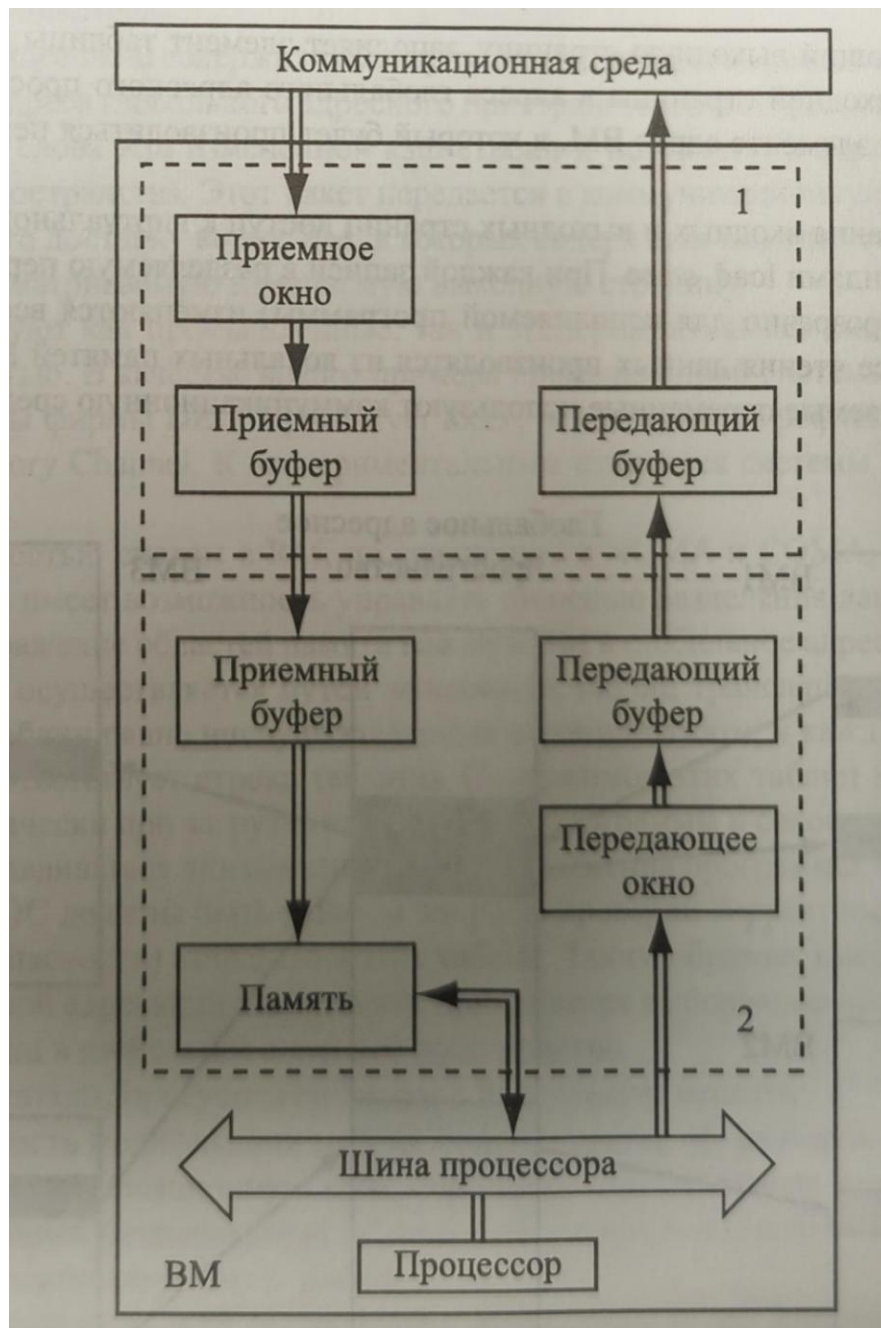 Коммуникационная среда
1
Приемное
окно
Приемный
буфер
Передающий
буфер
Приемный
буфер
Передающий
буфер
Передающее
окно
Память
2
Шина процессора
Процессор
ВМ